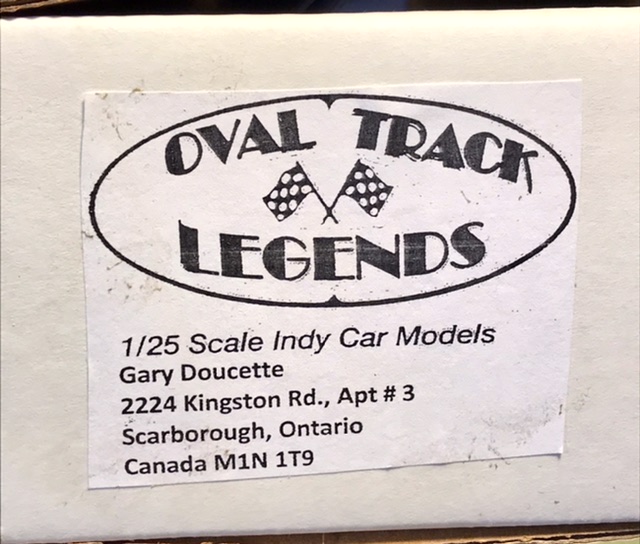 OVAL TRACK
LEGENDS
1/25 Scale Indy Car Models
Gary Doucette
2224 Kingston Rd., Apt # 3
Scarborough, Ontario
Canada M1N 1T9